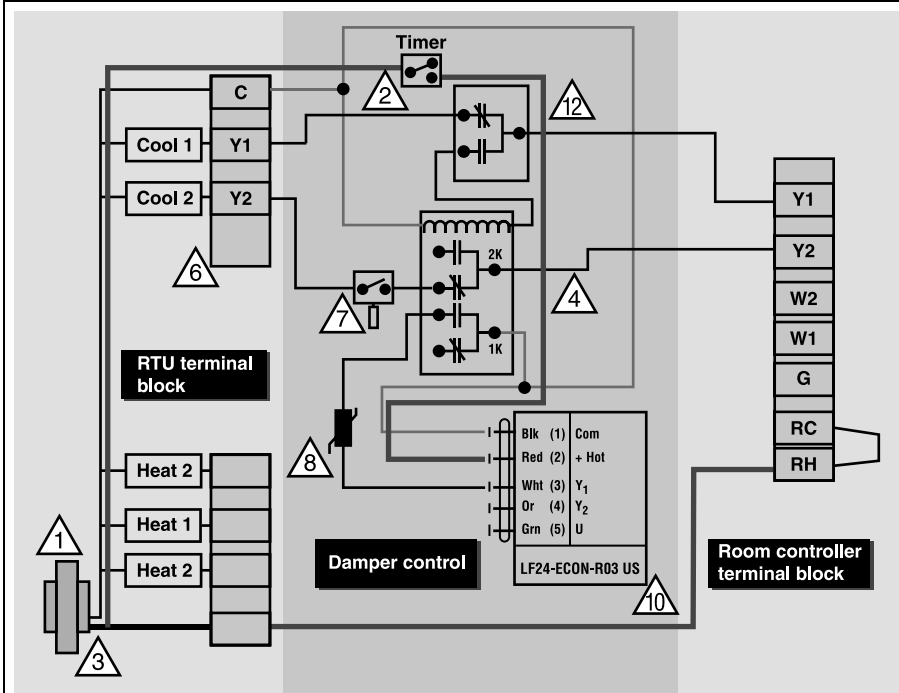 Timer
2
12
C
Cool 1
Y1
Cool 2
Y2
6
7
2K
4
1K
Y1
Y2
W2
W1
G
RC
RH
RTU terminal
block
8
Blk (1) Com
Red (2) + Hot
Wht (3) Y₁
Or (4) Y₂
Grn (5) U
LF24-ECON-R03 US
10
Damper control
Room controller
terminal block
Heat 2
Heat 1
Heat 2
1
3